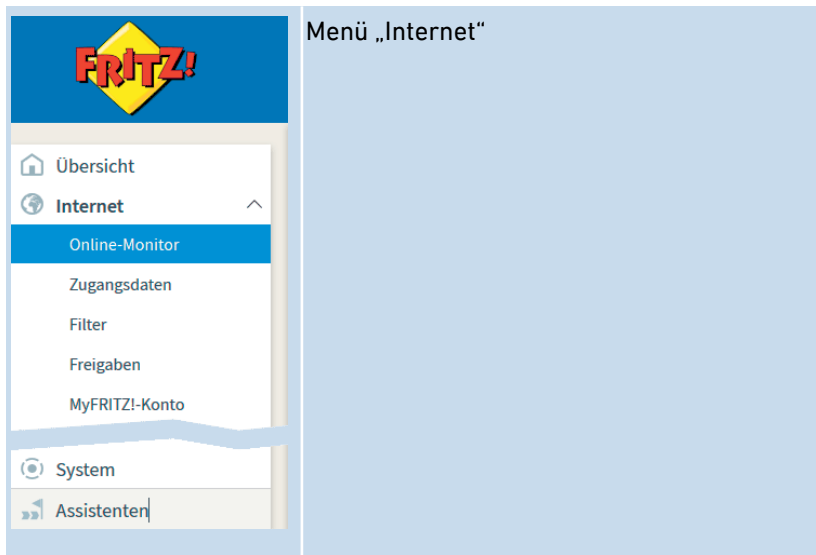 FRITZ!
Menü „Internet“
Übersicht
Internet
Online-Monitor
Zugangsdaten
Filter
Freigaben
MyFRITZ!-Konto
System
Assistenten